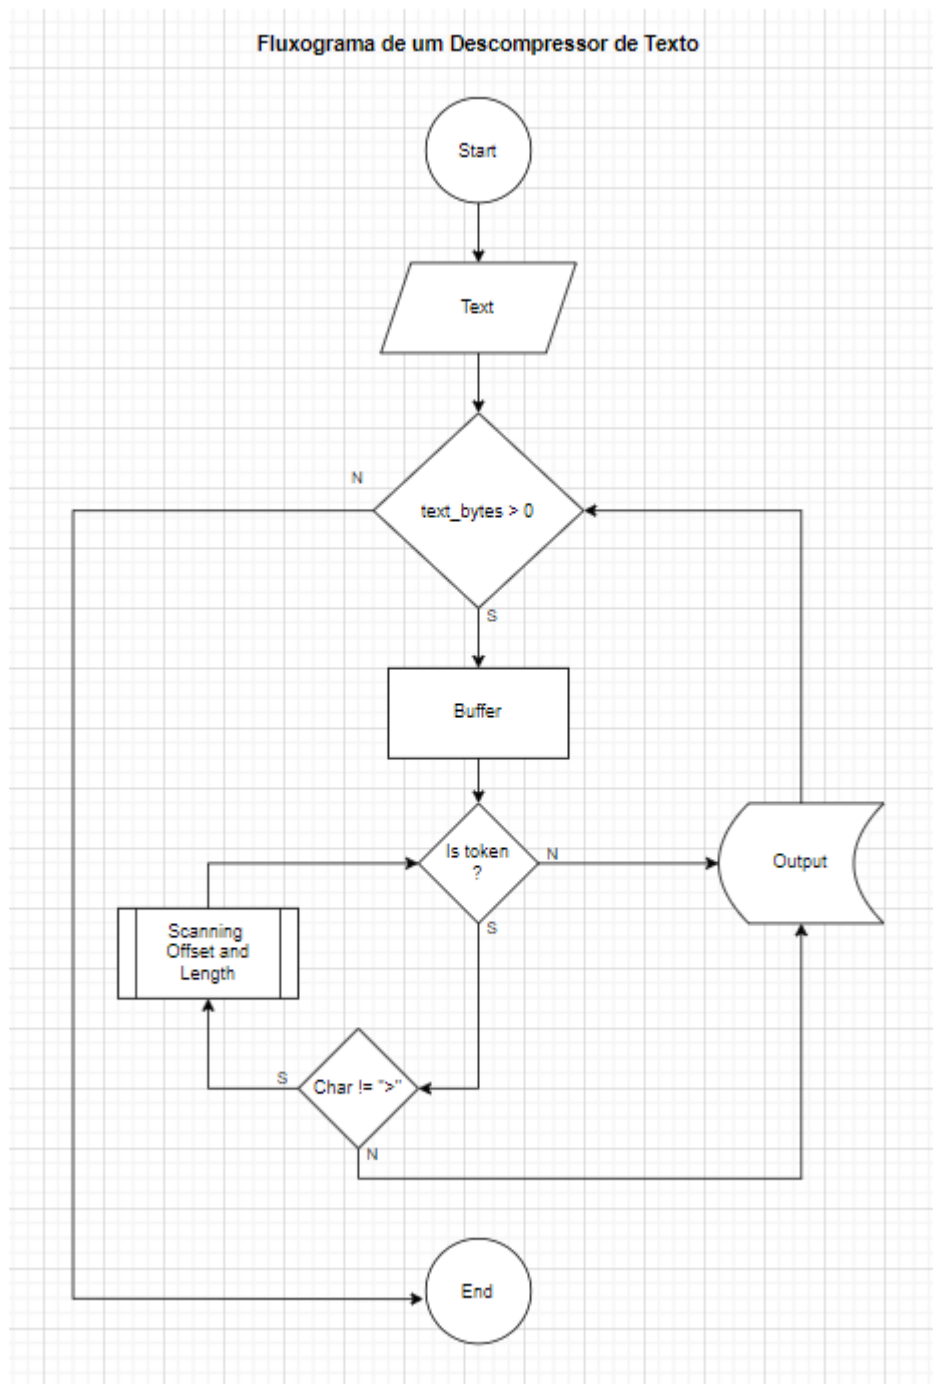 Fluxograma de um Descompressor de Texto
Start
Text
N
text_bytes > 0
S
Buffer
Is token
?
N
Output
S
Scanning
Offset and
Length
S
Char != ">"
N
End